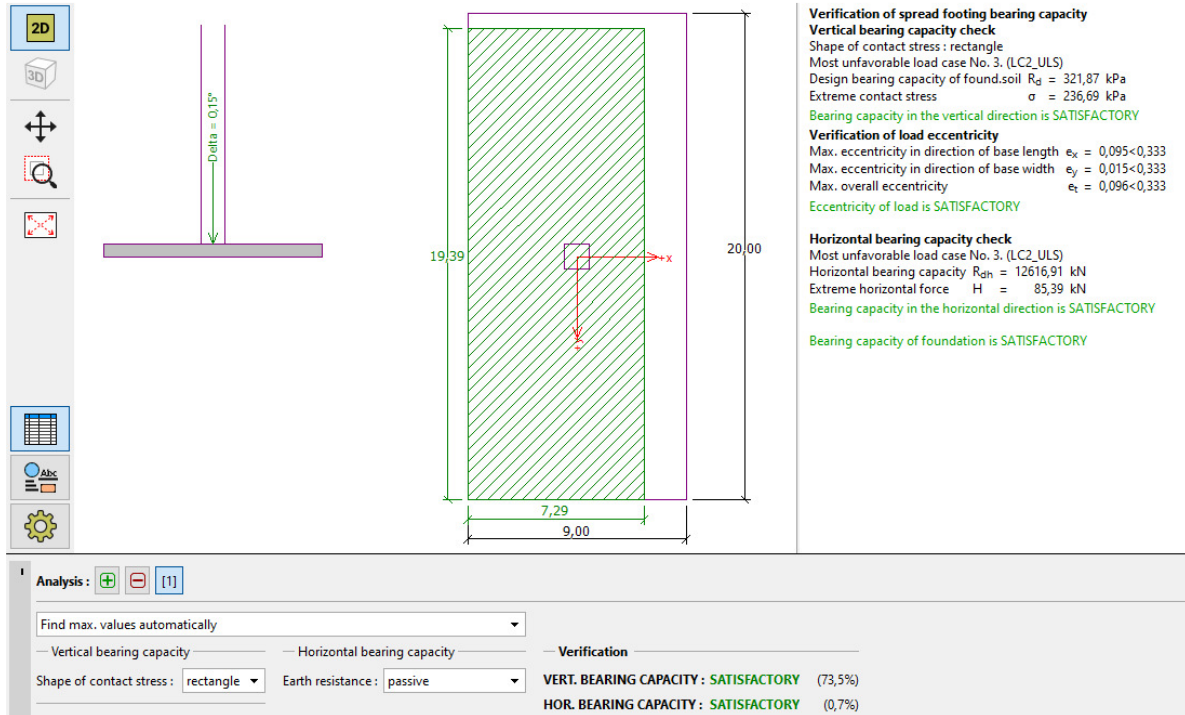 2D
3D
Abc
Delta = 0,15°
19,39
20,00
+x
+y
7,29
9,00
Verification of spread footing bearing capacity
Vertical bearing capacity check
Shape of contact stress : rectangle
Most unfavorable load case No. 3. (LC2_ULS)
Design bearing capacity of found.soil Rd = 321,87 kPa
Extreme contact stress σ = 236,69 kPa
Bearing capacity in the vertical direction is SATISFACTORY
Verification of load eccentricity
Max. eccentricity in direction of base length ex = 0,095<0,333
Max. eccentricity in direction of base width ey = 0,015<0,333
Max. overall eccentricity et = 0,096<0,333
Eccentricity of load is SATISFACTORY
Horizontal bearing capacity check
Most unfavorable load case No. 3. (LC2_ULS)
Horizontal bearing capacity Rdh = 12616,91 kN
Extreme horizontal force H = 85,39 kN
Bearing capacity in the horizontal direction is SATISFACTORY
Bearing capacity of foundation is SATISFACTORY
Analysis : [1]
Find max. values automatically
Vertical bearing capacity
Shape of contact stress : rectangle
Horizontal bearing capacity
Earth resistance : passive
Verification
VERT. BEARING CAPACITY : SATISFACTORY (73,5%)
HOR. BEARING CAPACITY : SATISFACTORY (0,7%)